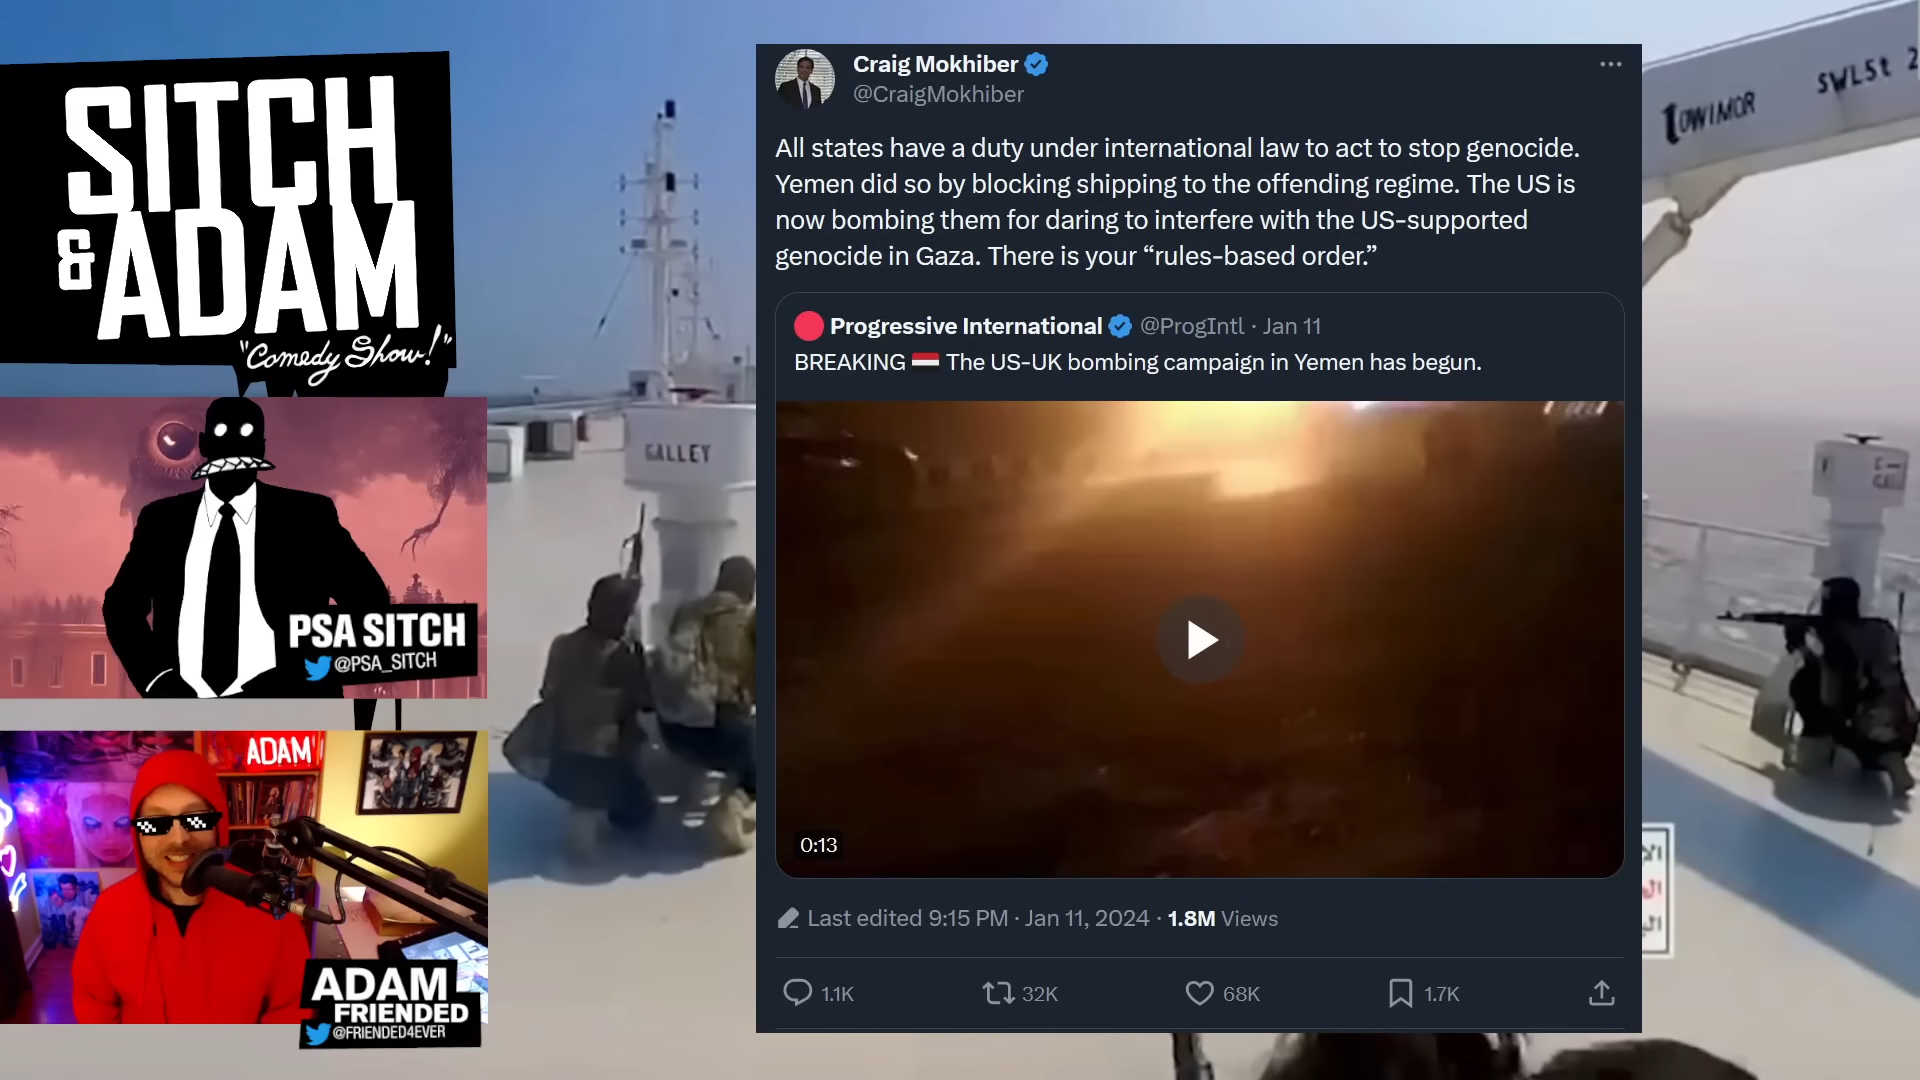 SITCH
& ADAM
"Comedy Show!"
PSA SITCH
@PSA_SITCH
ADAM
ADAM
FRIENDED
@FRIENDED4EVER
Craig Mokhiber
@CraigMokhiber
All states have a duty under international law to act to stop genocide.
Yemen did so by blocking shipping to the offending regime. The US is
now bombing them for daring to interfere with the US-supported
genocide in Gaza. There is your “rules-based order.”
Progressive International @ProgIntl · Jan 11
BREAKING 🇾🇪 The US-UK bombing campaign in Yemen has begun.
0:13
Last edited 9:15 PM · Jan 11, 2024 · 1.8M Views
1.1K 32K 68K 1.7K
GALLEY
SWLSt 2